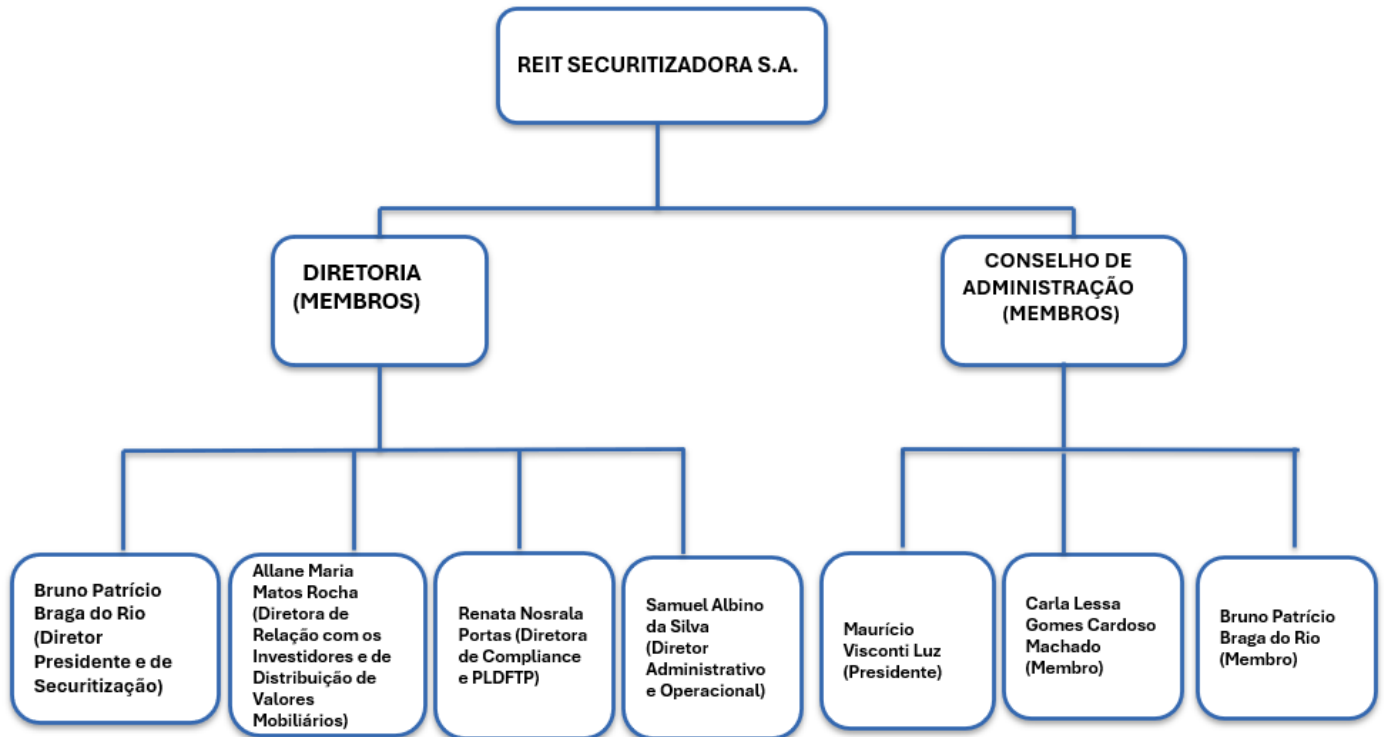 REIT SECURITIZADORA S.A.
DIRETORIA
(MEMBROS)
CONSELHO DE
ADMINISTRAÇÃO
(MEMBROS)
Bruno Patrício
Braga do Rio
(Diretor
Presidente e de
Securitização)
Allane Maria
Matos Rocha
(Diretora de
Relação com os
Investidores e de
Distribuição de
Valores
Mobiliários)
Renata Nosrala
Portas (Diretora
de Compliance
e PLDFTP)
Samuel Albino
da Silva
(Diretor
Administrativo
e Operacional)
Maurício
Visconti Luz
(Presidente)
Carla Lessa
Gomes Cardoso
Machado
(Membro)
Bruno Patrício
Braga do Rio
(Membro)